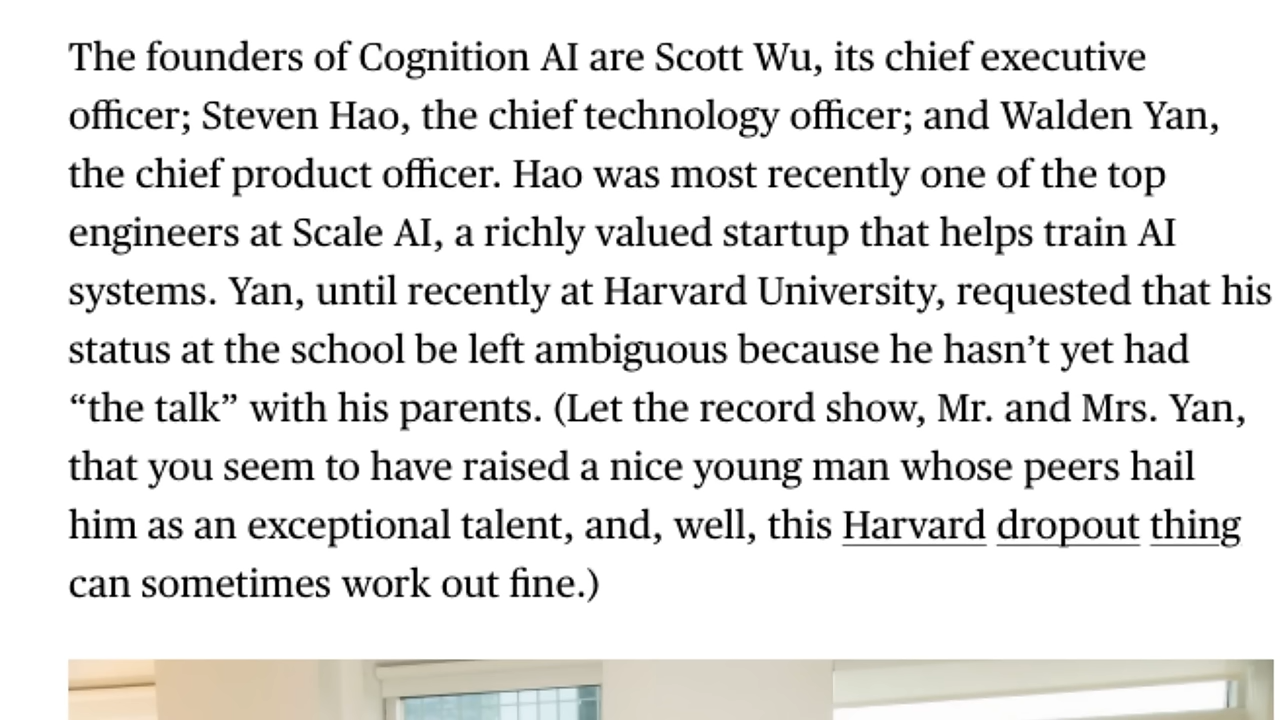 The founders of Cognition AI are Scott Wu, its chief executive
officer; Steven Hao, the chief technology officer; and Walden Yan,
the chief product officer. Hao was most recently one of the top
engineers at Scale AI, a richly valued startup that helps train AI
systems. Yan, until recently at Harvard University, requested that his
status at the school be left ambiguous because he hasn’t yet had
“the talk” with his parents. (Let the record show, Mr. and Mrs. Yan,
that you seem to have raised a nice young man whose peers hail
him as an exceptional talent, and, well, this Harvard dropout thing
can sometimes work out fine.)